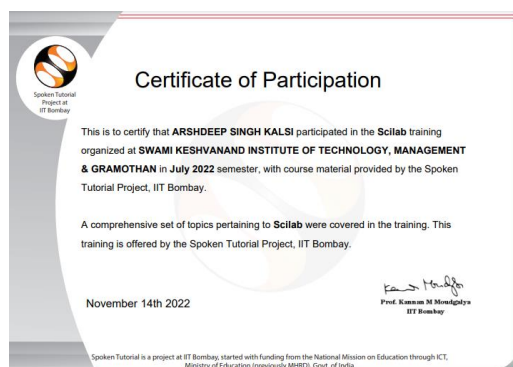 Spoken Tutorial
Project at
IIT Bombay
Certificate of Participation
This is to certify that ARSHDEEP SINGH KALSI participated in the Scilab training
organized at SWAMI KESHVANAND INSTITUTE OF TECHNOLOGY, MANAGEMENT
& GRAMOTHAN in July 2022 semester, with course material provided by the Spoken
Tutorial Project, IIT Bombay.
A comprehensive set of topics pertaining to Scilab were covered in the training. This
training is offered by the Spoken Tutorial Project, IIT Bombay.
November 14th 2022
Prof. Kannan M Moudgalya
IIT Bombay
Spoken Tutorial is a project at IIT Bombay, started with funding from the National Mission on Education through ICT,
Ministry of Education (previously MHRD), Govt. of India